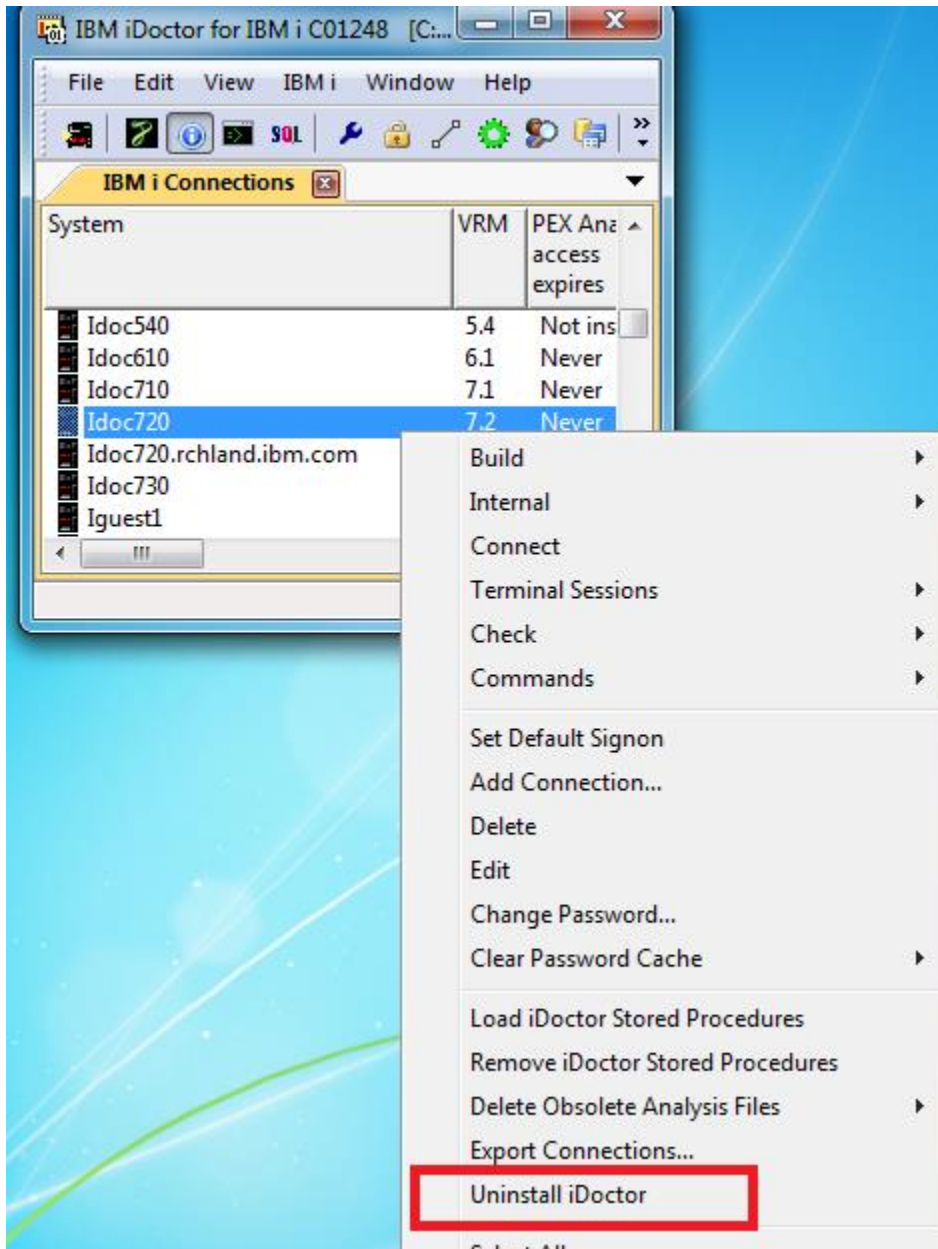 IBM iDoctor for IBM i C01248 [C:...
File Edit View IBM i Window Help
SQL
IBM i Connections
System VRM PEX Ana
access
expires
Idoc540 5.4 Not ins
Idoc610 6.1 Never
Idoc710 7.1 Never
Idoc720 7.2 Never
Idoc720.rchland.ibm.com
Idoc730
Iguest1
Build
Internal
Connect
Terminal Sessions
Check
Commands
Set Default Signon
Add Connection...
Delete
Edit
Change Password...
Clear Password Cache
Load iDoctor Stored Procedures
Remove iDoctor Stored Procedures
Delete Obsolete Analysis Files
Export Connections...
Uninstall iDoctor